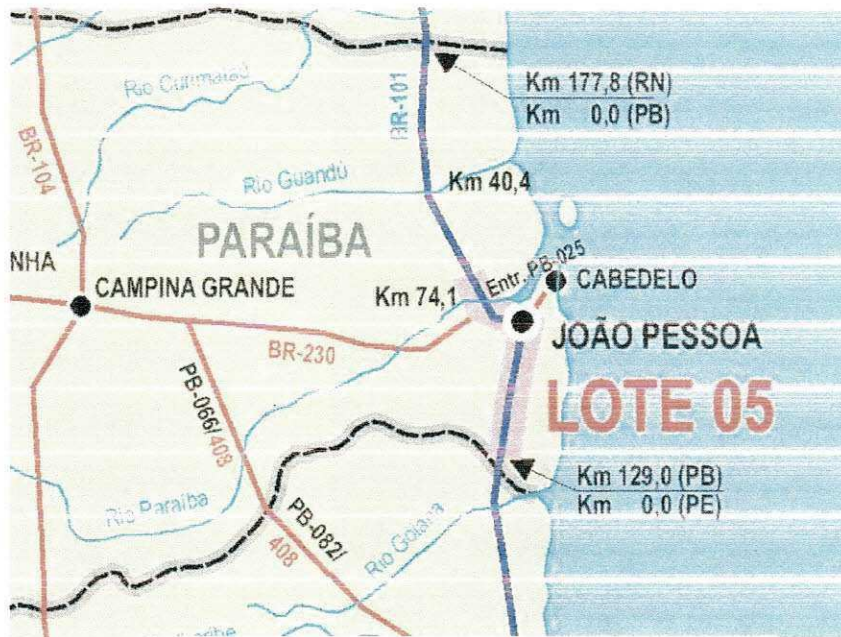 Km 177,8 (RN)
Km 0,0 (PB)
Rio Curimataú
BR-101
BR-104
Rio Guandú
Km 40,4
PARAÍBA
NHA
CAMPINA GRANDE
Km 74,1
Entr. PB-025
CABEDELO
JOÃO PESSOA
BR-230
LOTE 05
PB-066/408
Km 129,0 (PB)
Km 0,0 (PE)
Rio Paraíba
PB-082/
408
Rio Goiana